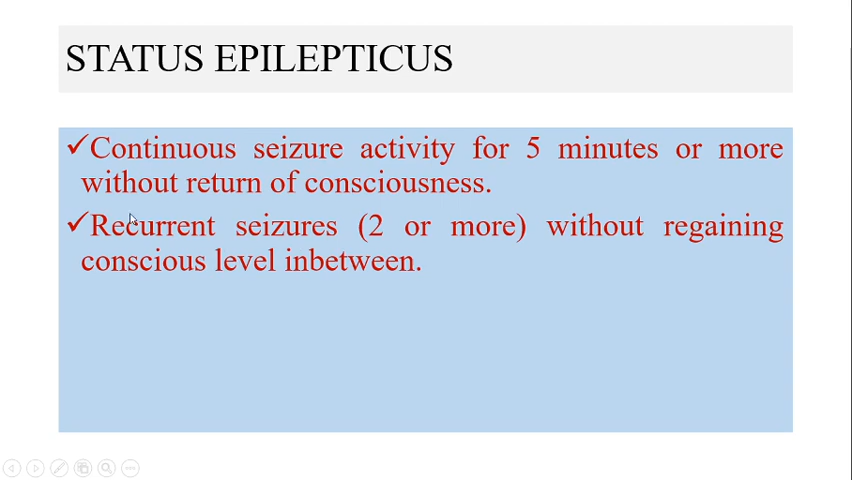 STATUS EPILEPTICUS
✓Continuous seizure activity for 5 minutes or more
without return of consciousness.
✓Recurrent seizures (2 or more) without regaining
conscious level inbetween.